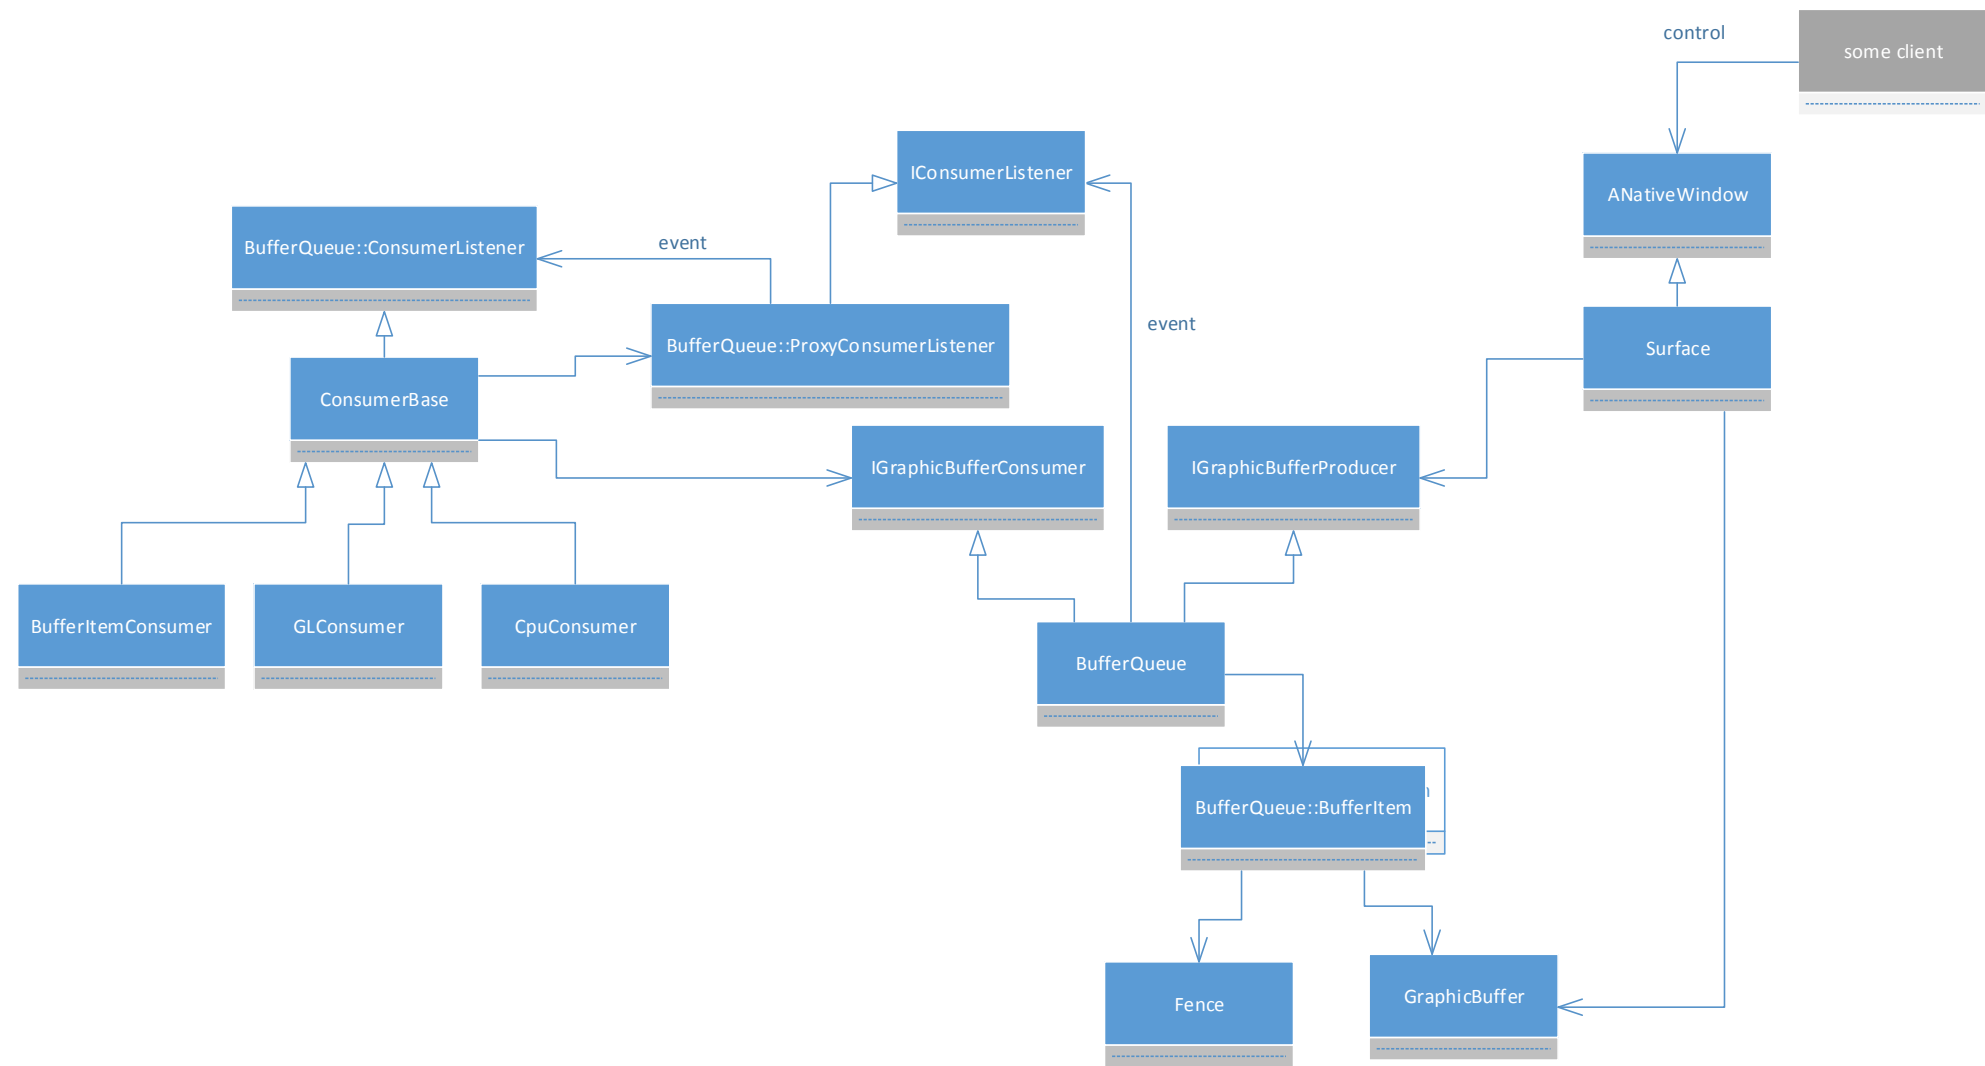 control
some client
IConsumerListener
ANativeWindow
BufferQueue::ConsumerListener
event
event
BufferQueue::ProxyConsumerListener
Surface
ConsumerBase
IGraphicBufferConsumer
IGraphicBufferProducer
BufferItemConsumer
GLConsumer
CpuConsumer
BufferQueue
BufferQueue::BufferItem
Fence
GraphicBuffer